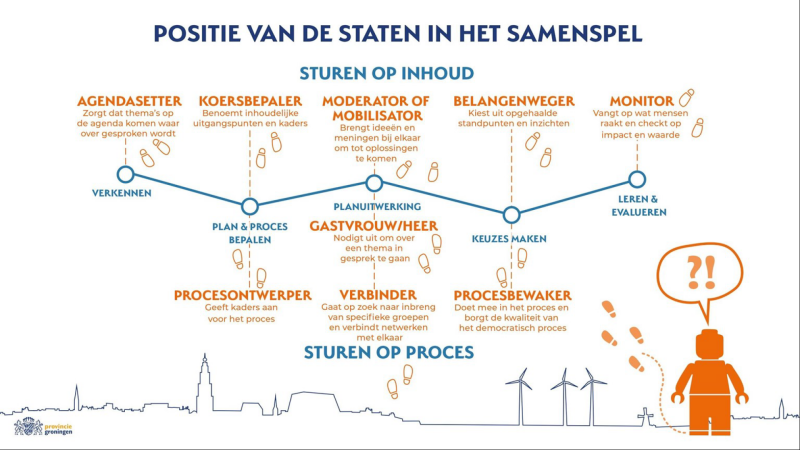 POSITIE VAN DE STATEN IN HET SAMENSPEL
STUREN OP INHOUD
AGENDASETTER
Zorgt dat thema's op
de agenda komen waar
over gesproken wordt
KOERSBEPALER
Benoemt inhoudelijke
uitgangspunten en kaders
MODERATOR OF
MOBILISATOR
Brengt ideeën en
meningen bij elkaar
om tot oplossingen
te komen
BELANGENWEGER
Kiest uit opgehaalde
standpunten en inzichten
MONITOR
Vangt op wat mensen
raakt en checkt op
impact en waarde
VERKENNEN
PLAN & PROCES
BEPALEN
PLANUITWERKING
KEUZES MAKEN
LEREN &
EVALUEREN
GASTVROUW/HEER
Nodigt uit om over
een thema in
gesprek te gaan
PROCESONTWERPER
Geeft kaders aan
voor het proces
VERBINDER
Gaat op zoek naar inbreng
van specifieke groepen
en verbindt netwerken
met elkaar
PROCESBEWAKER
Doet mee in het proces en
borgt de kwaliteit van
het democratisch proces
STUREN OP PROCES
?!
provincie
groningen